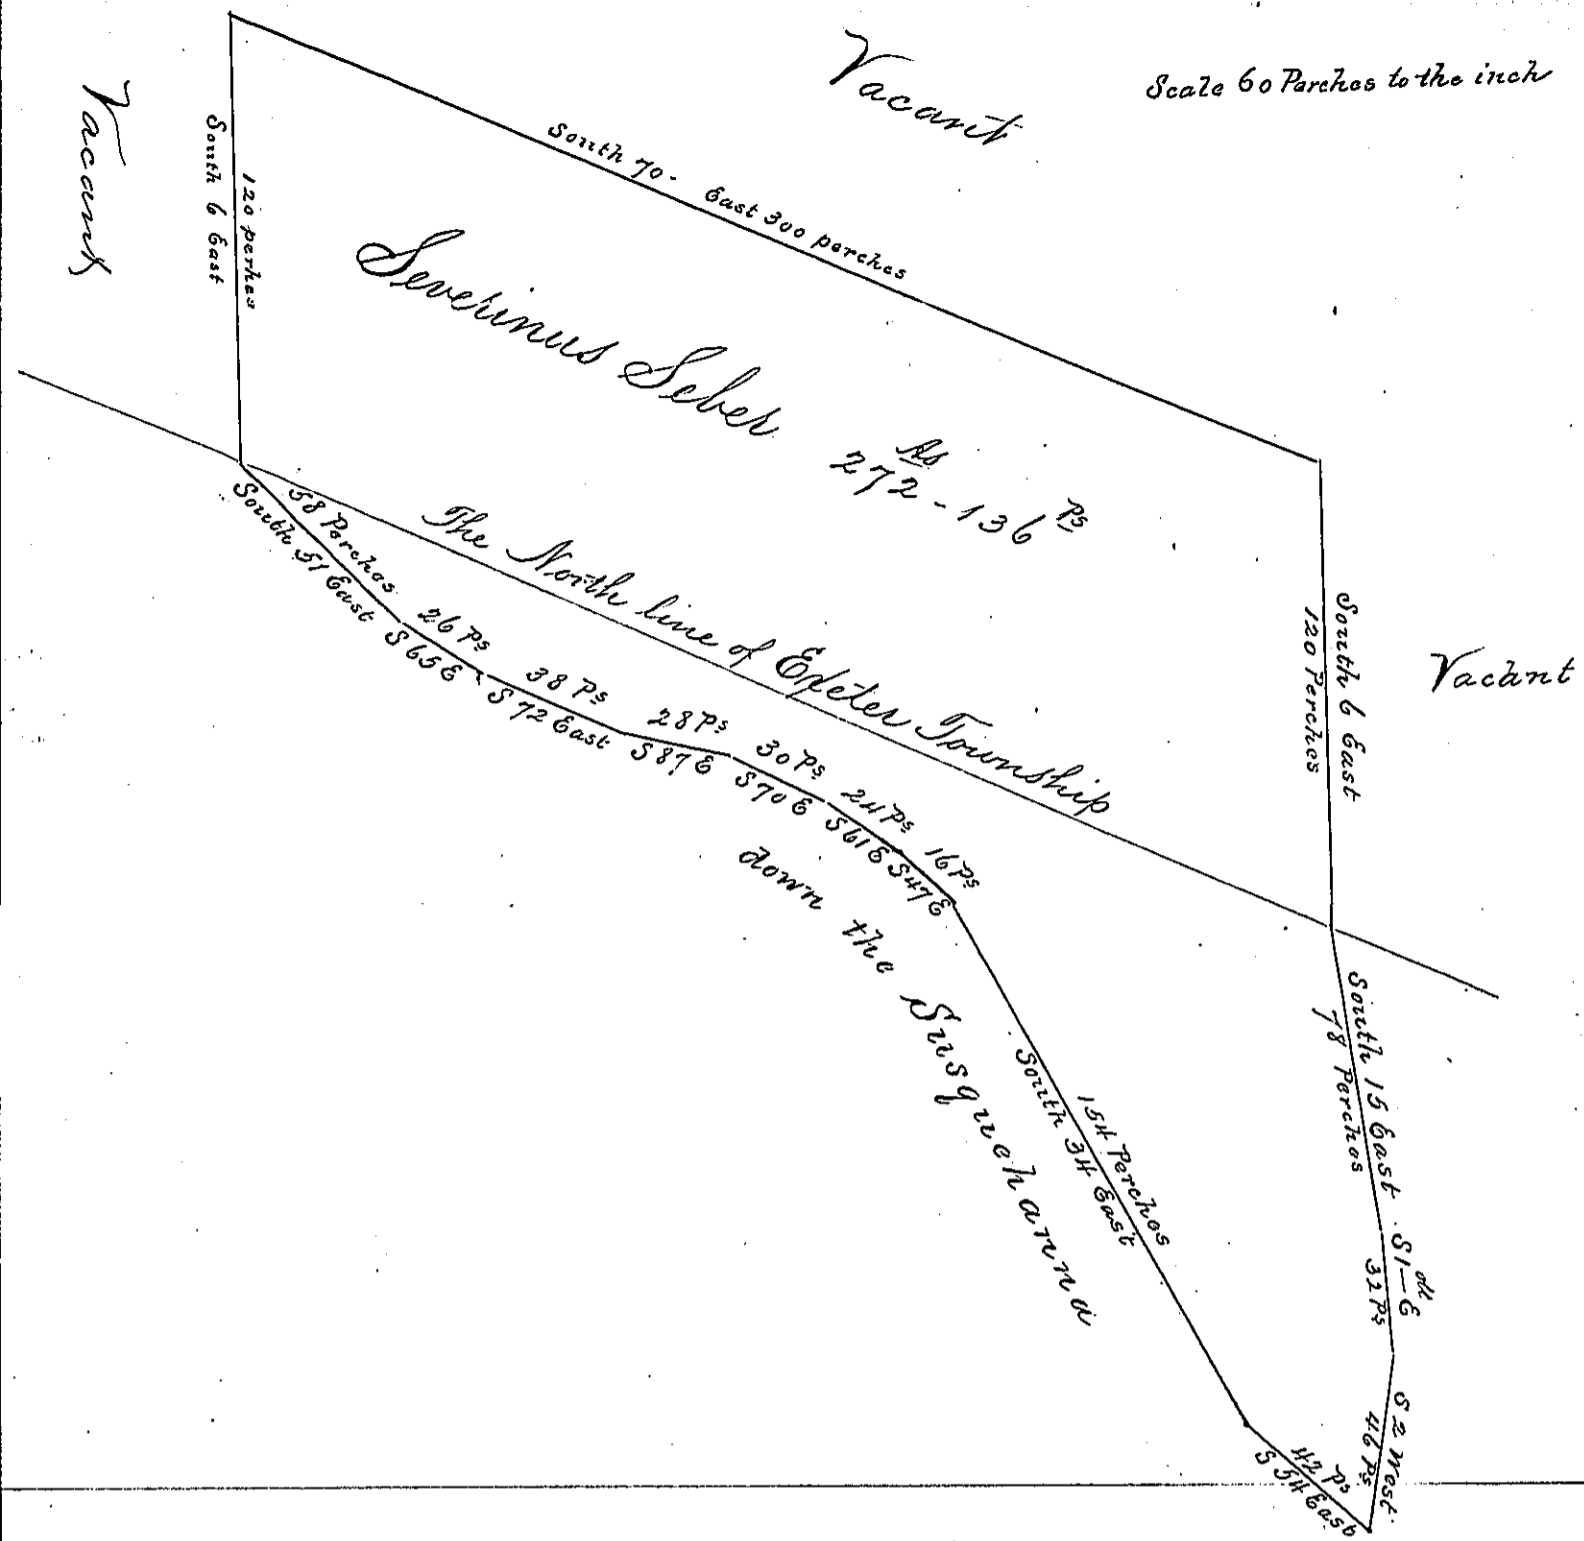 Vacant
Scale 60 Perches to the inch
Vacant
South 70. East 300 perches
120 perhes
South 6 East
Severinus Seber
272 - 136
As
Ps
The North line of Exeter Township
South 6 East
120 Perches
Vacant
58 Perches
South 51 East
26 Ps
S 65 E
38 Ps
S 72 East
28 Ps
S 87 E
30 Ps
S 70 E
24 Ps
S 61 E
16 Ps
S 47 E
down the Susquehanna
154 Perches
South 34 East
South 15 East
78 Perches
S 1 - E
32 Ps
S 2 West.
46 Ps
42 Ps
S 54 East